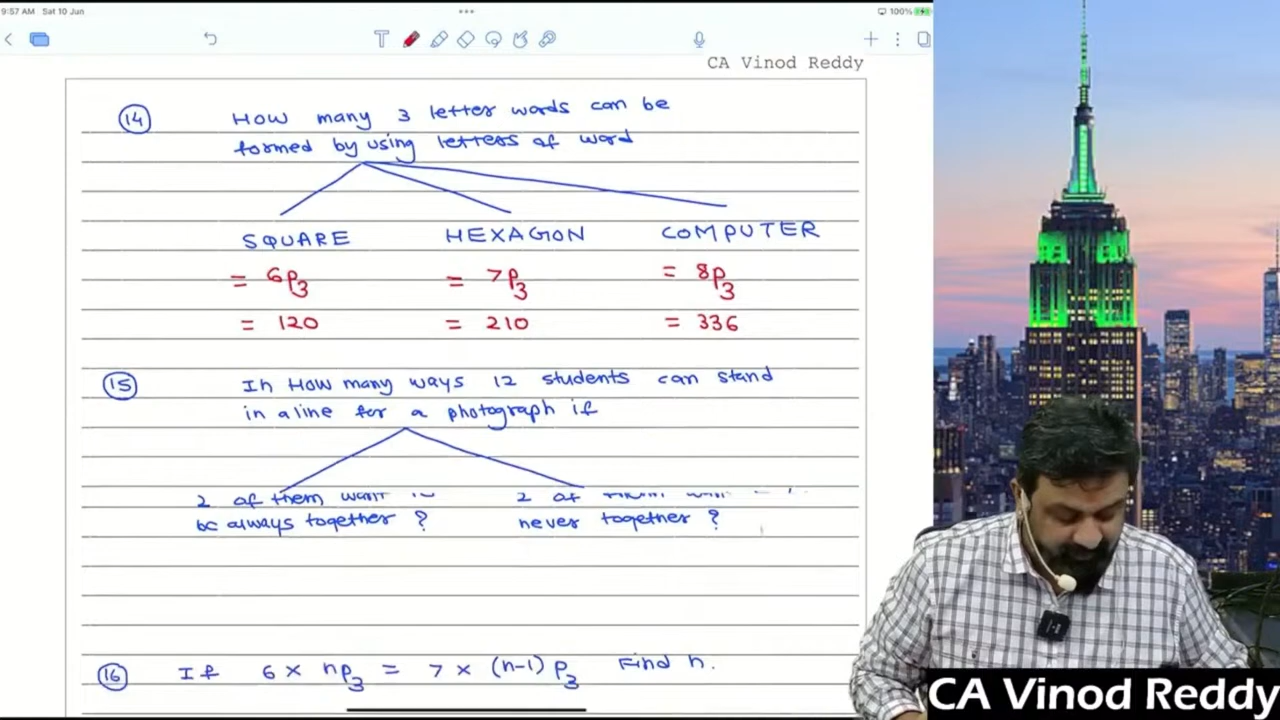 9:57 AM Sat 10 Jun
100%
CA Vinod Reddy
14 How many 3 letter words can be
formed by using letters of word
SQUARE HEXAGON COMPUTER
= 6P3 = 7P3 = 8P3
= 120 = 210 = 336
15 In How many ways 12 students can stand
in a line for a photograph if
2 of them want 2 of
be always together ? never together ?
16 If 6 × nP3 = 7 × (n-1) P3 Find n.
CA Vinod Reddy